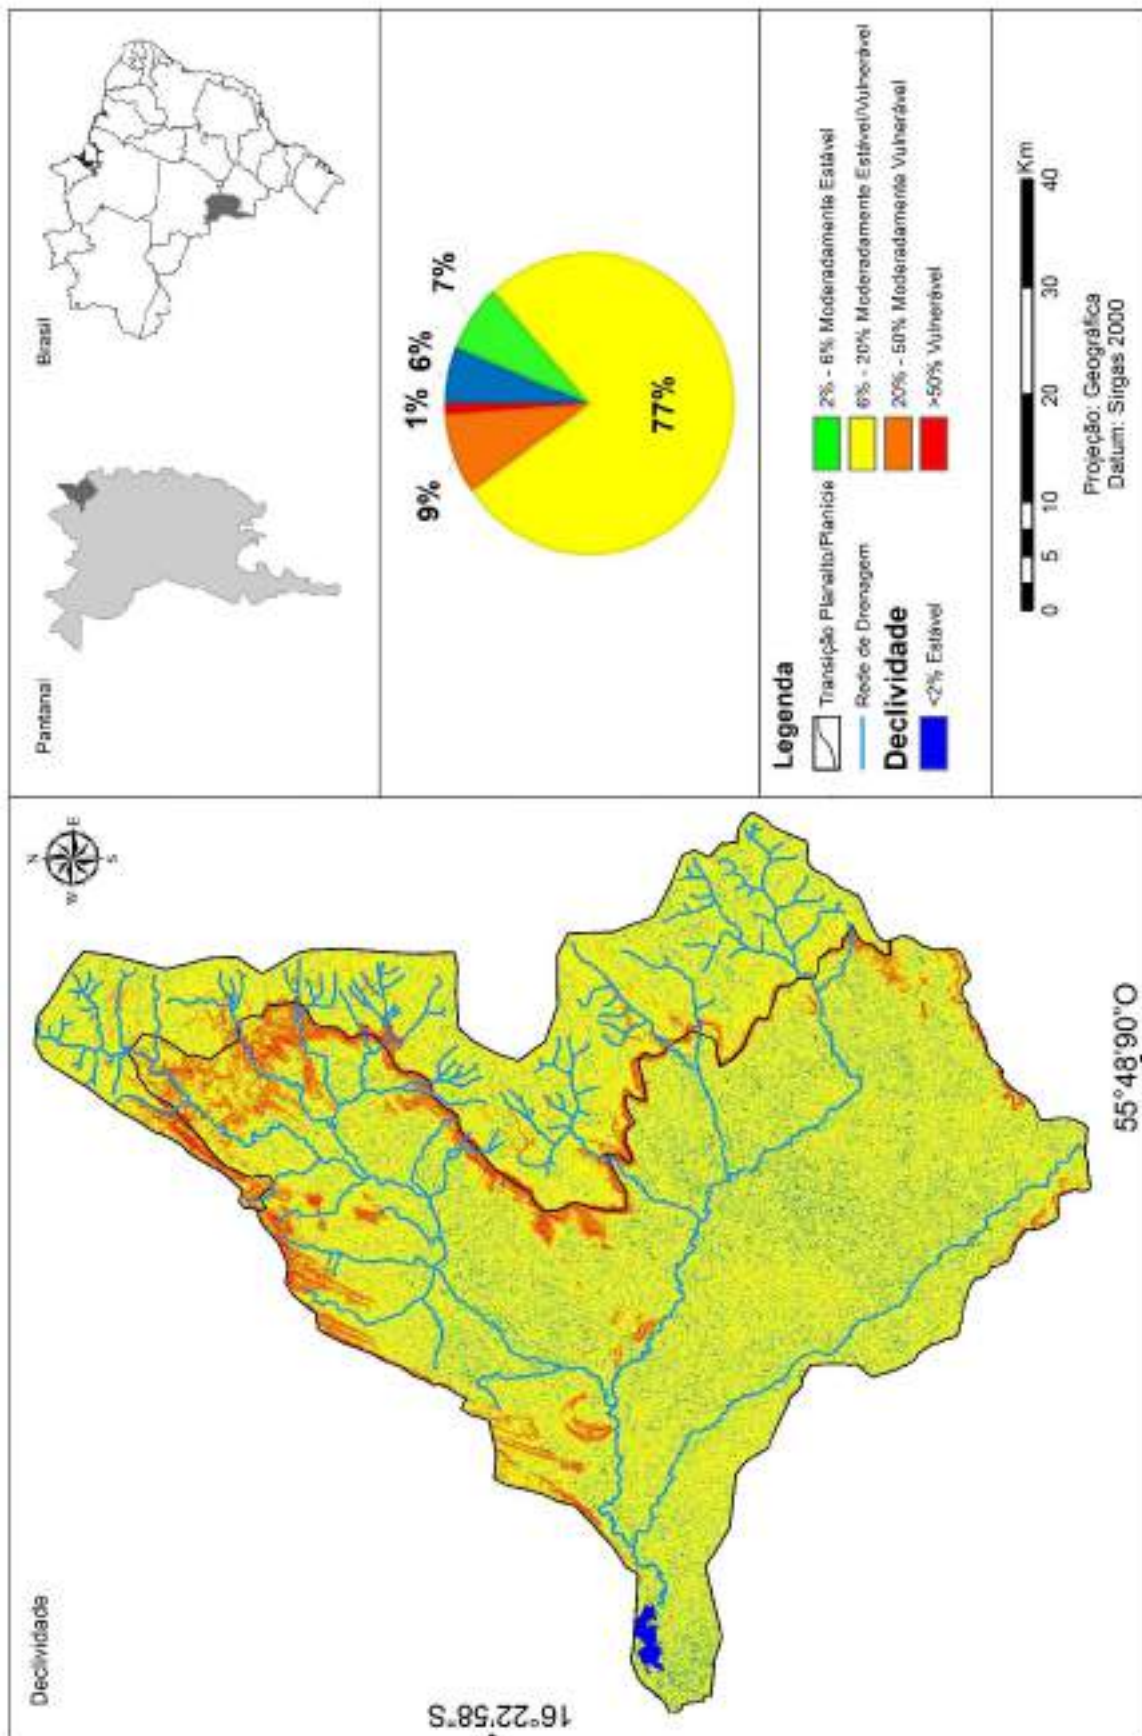 Declividade
N
W
E
S
16°22'58"S
55°48'90"O
Pantanal
Brasil
9%
1%
6%
7%
77%
Legenda
Transição Planalto/Planície
Rede de Drenagem
Declividade
<2% Estável
2% - 6% Moderadamente Estável
6% - 20% Moderadamente Estável/Vulnerável
20% - 50% Moderadamente Vulnerável
>50% Vulnerável
0 5 10 20 30 40 Km
Projeção: Geográfica
Datum: Sirgas 2000